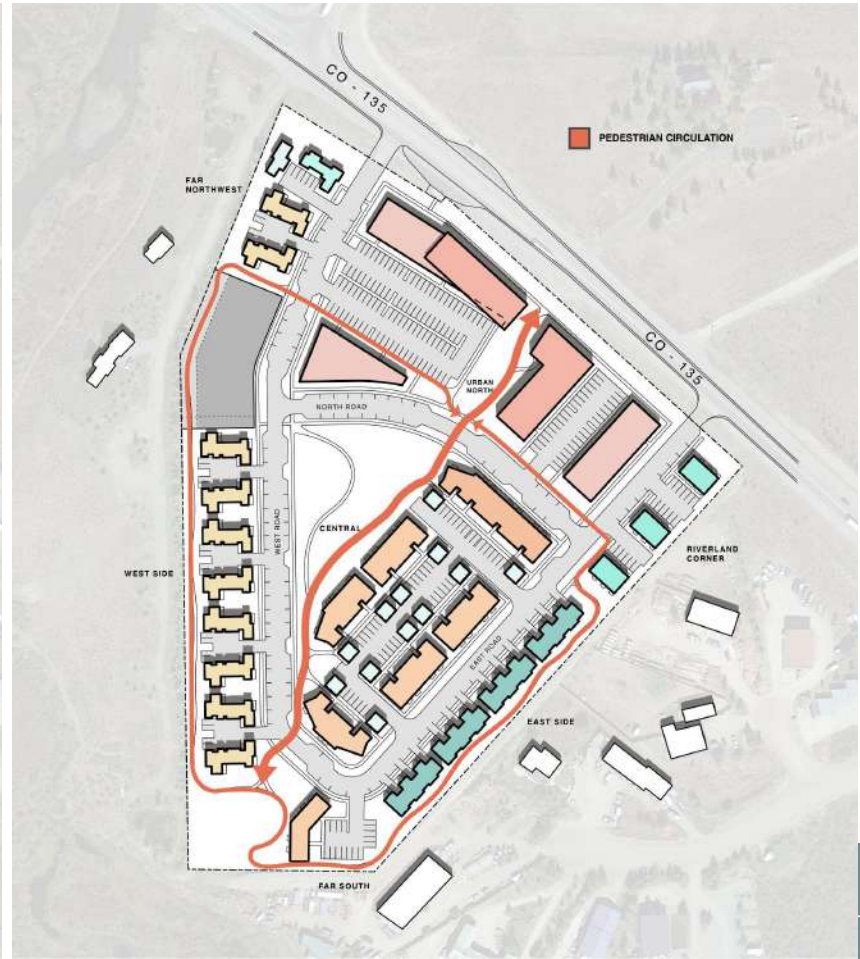 CO - 135
PEDESTRIAN CIRCULATION
FAR
NORTHWEST
CO - 135
URBAN
NORTH
NORTH ROAD
CENTRAL
WEST ROAD
WEST SIDE
RIVERLAND
CORNER
EAST ROAD
EAST SIDE
FAR SOUTH